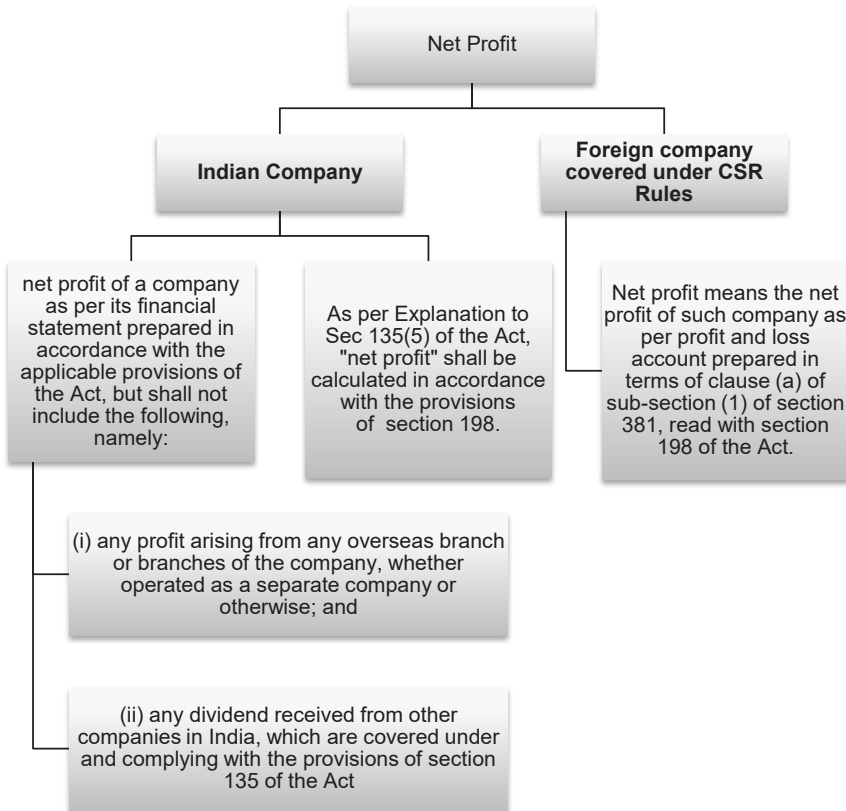 Net Profit
Indian Company
Foreign company
covered under CSR
Rules
net profit of a company
as per its financial
statement prepared in
accordance with the
applicable provisions of
the Act, but shall not
include the following,
namely:
As per Explanation to
Sec 135(5) of the Act,
"net profit" shall be
calculated in accordance
with the provisions
of section 198.
Net profit means the net
profit of such company as
per profit and loss
account prepared in
terms of clause (a) of
sub-section (1) of section
381, read with section
198 of the Act.
(i) any profit arising from any overseas branch
or branches of the company, whether
operated as a separate company or
otherwise; and
(ii) any dividend received from other
companies in India, which are covered under
and complying with the provisions of section
135 of the Act